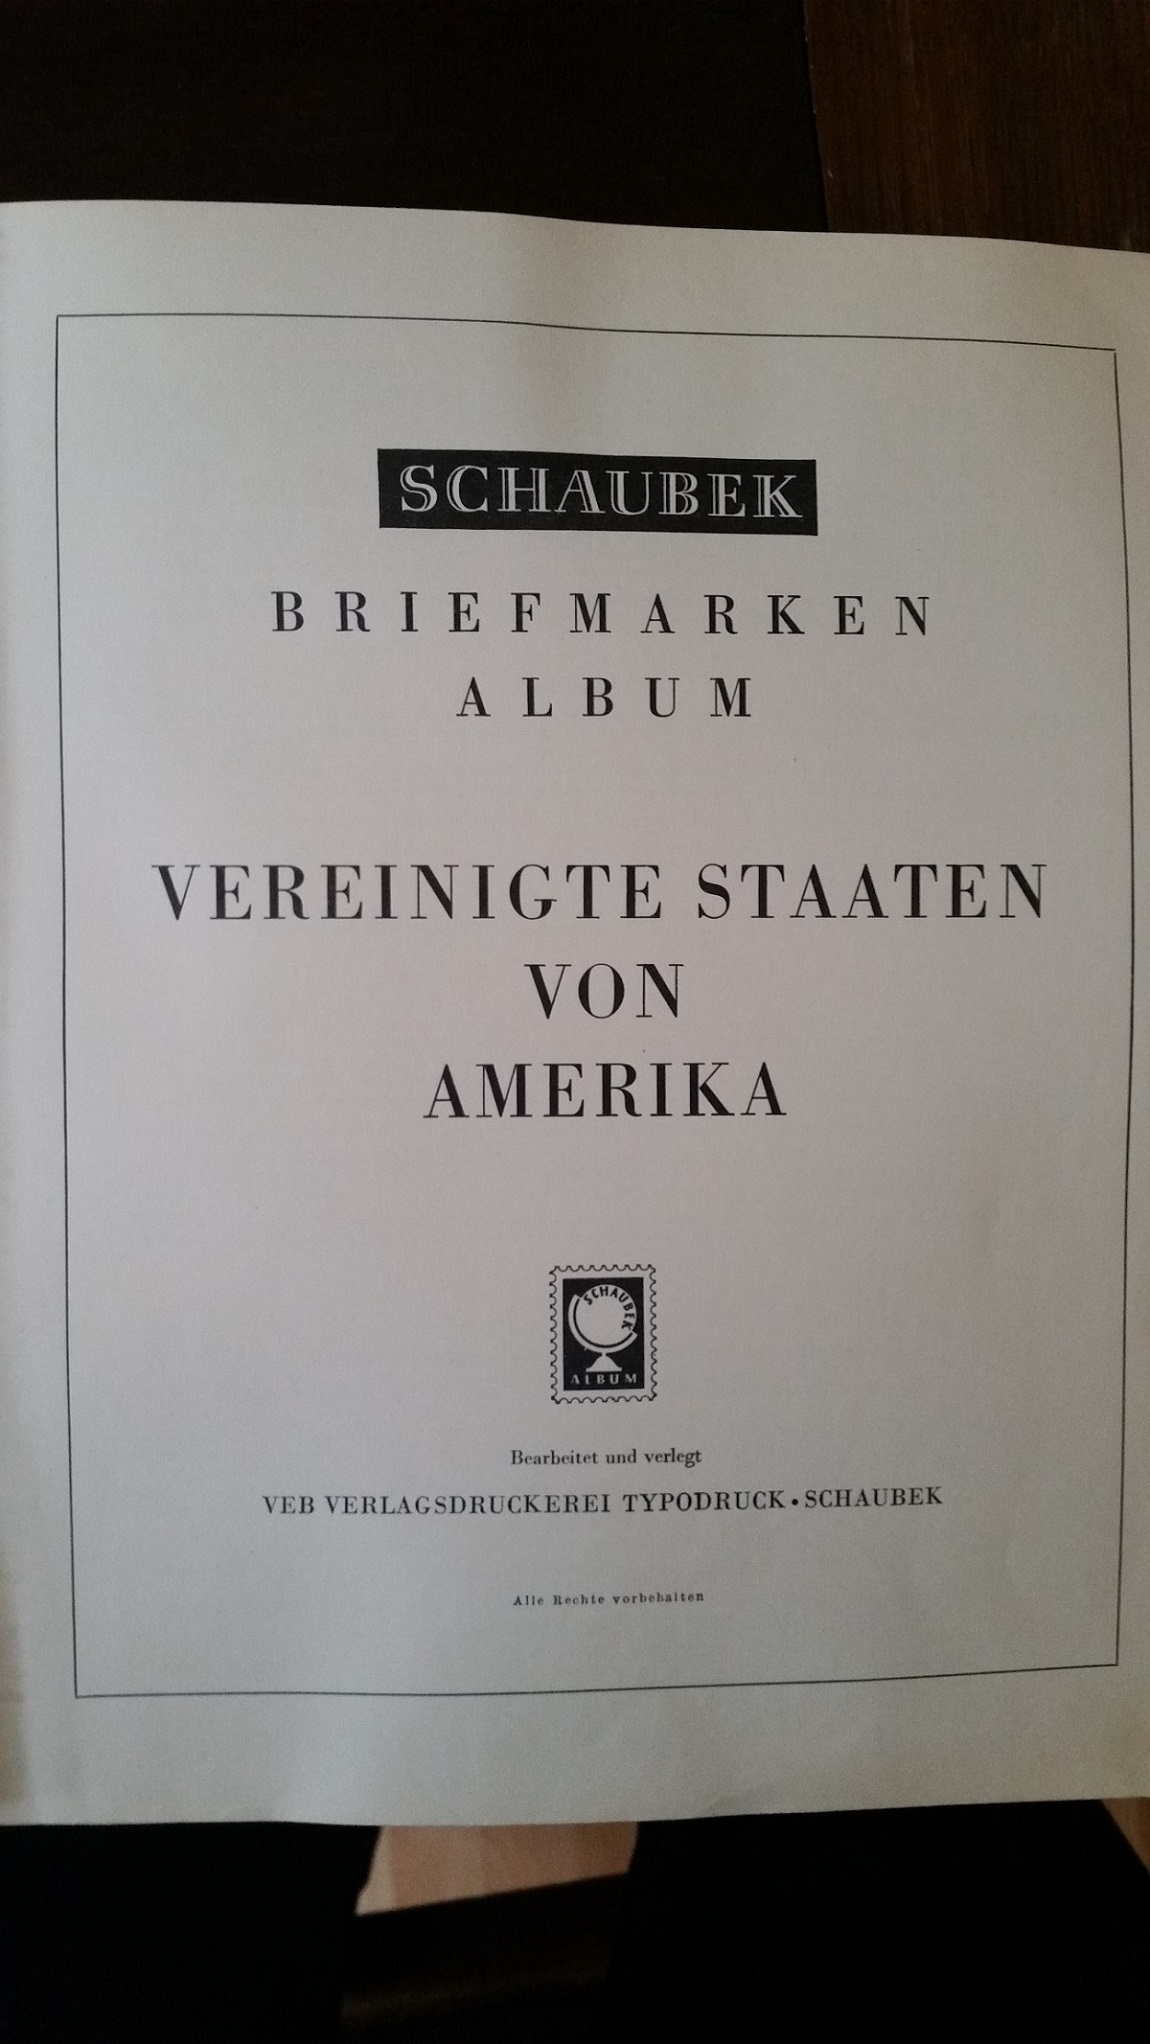 SCHAUBEK
BRIEFMARKEN
ALBUM
VEREINIGTE STAATEN
VON
AMERIKA
SCHAUBEK
ALBUM
Bearbeitet und verlegt
VEB VERLAGSDRUCKEREI TYPODRUCK • SCHAUBEK
Alle Rechte vorbehalten